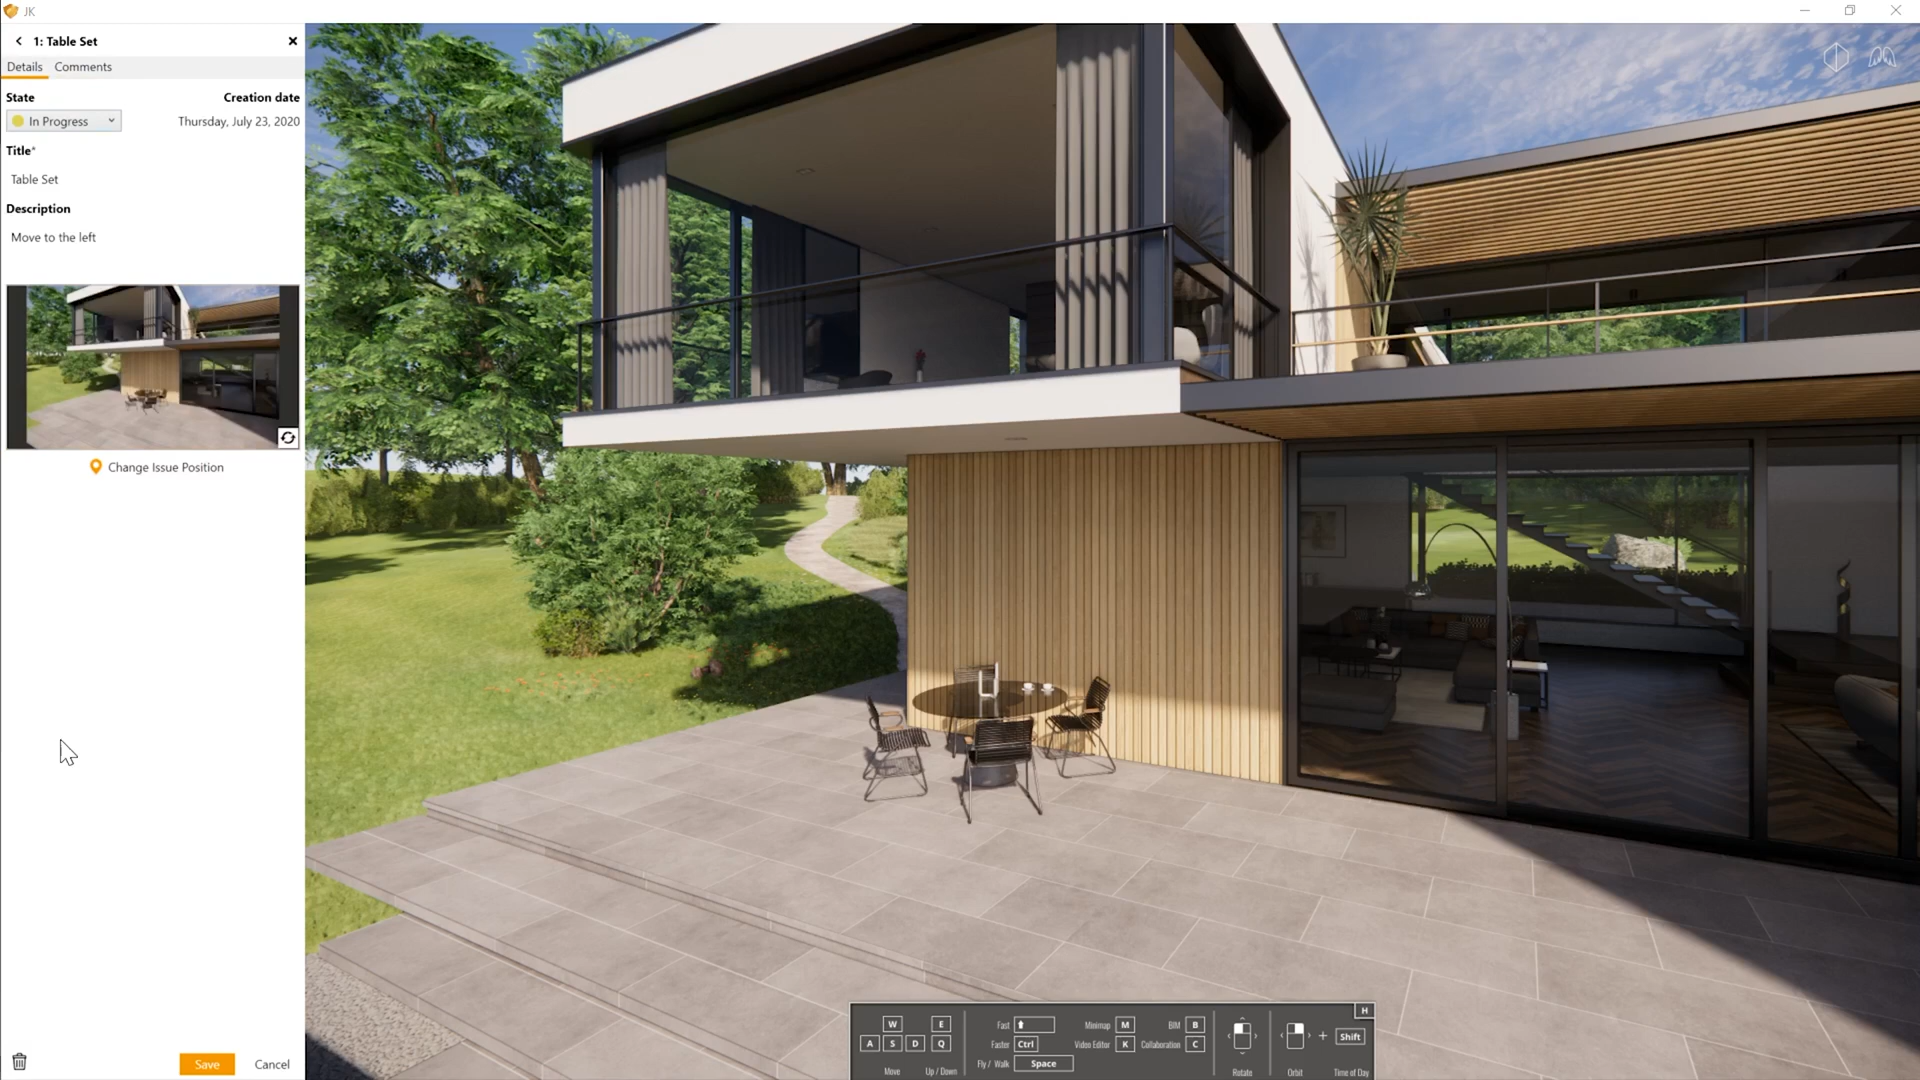 JK
1: Table Set
Details Comments
State Creation date
In Progress Thursday, July 23, 2020
Title*
Table Set
Description
Move to the left
Change Issue Position
Save Cancel
H
W E
A S D Q
Move Up / Down
Fast
Faster Ctrl
Fly / Walk Space
Minimap M
Video Editor K
BIM B
Collaboration C
Rotate
+ Shift
Orbit Time of Day